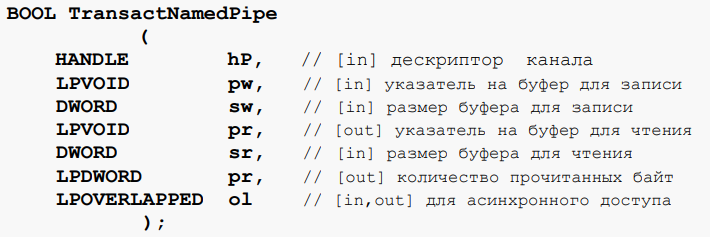 BOOL TransactNamedPipe
(
HANDLE hP, // [in] дескриптор канала
LPVOID pw, // [in] указатель на буфер для записи
DWORD sw, // [in] размер буфера для записи
LPVOID pr, // [out] указатель на буфер для чтения
DWORD sr, // [in] размер буфера для чтения
LPDWORD pr, // [out] количество прочитанных байт
LPOVERLAPPED ol // [in,out] для асинхронного доступа
);